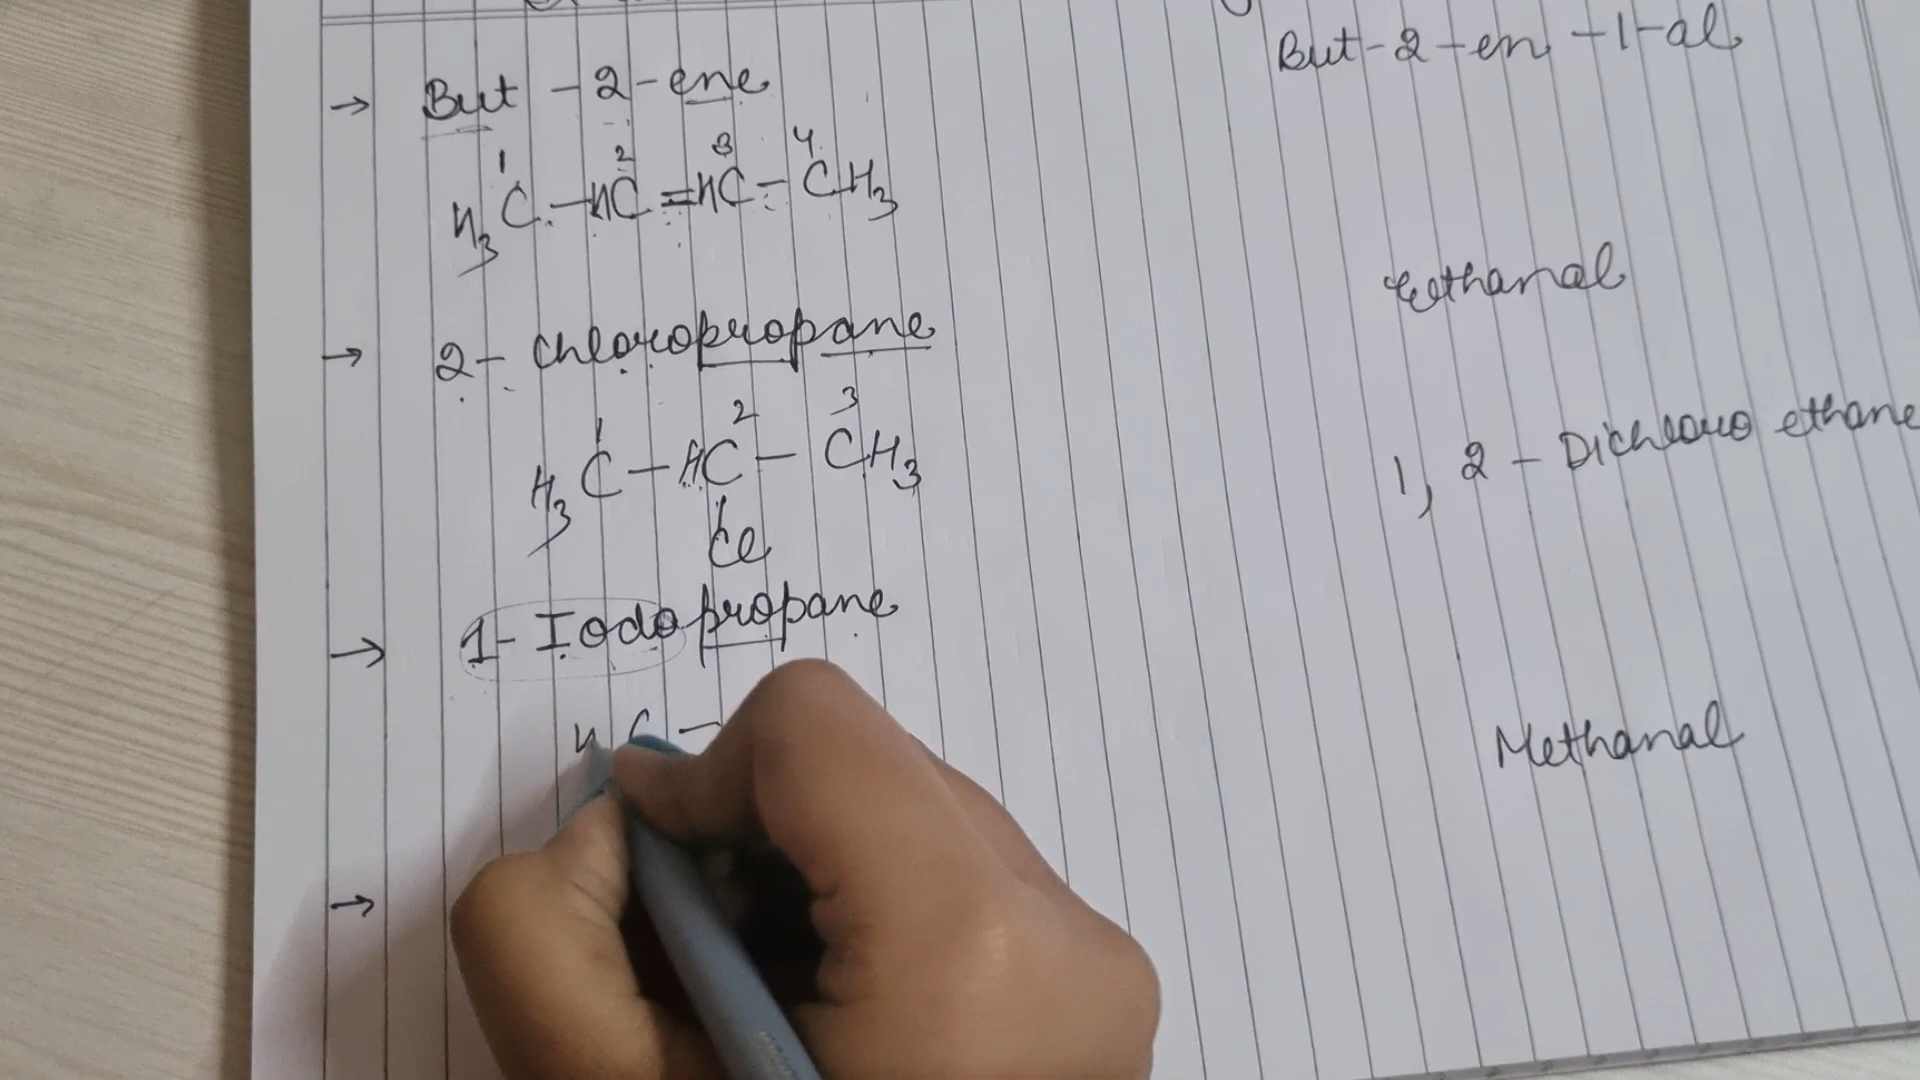 But-2-ene
1 2 3 4
H3C-HC=HC-CH3
2-chloropropane
1 2 3
H3C-HC-CH3
Cl
1-Iodopropane
H C -
But-2-en-1-al
ethanal
1, 2-Dichloro ethane
Methanal